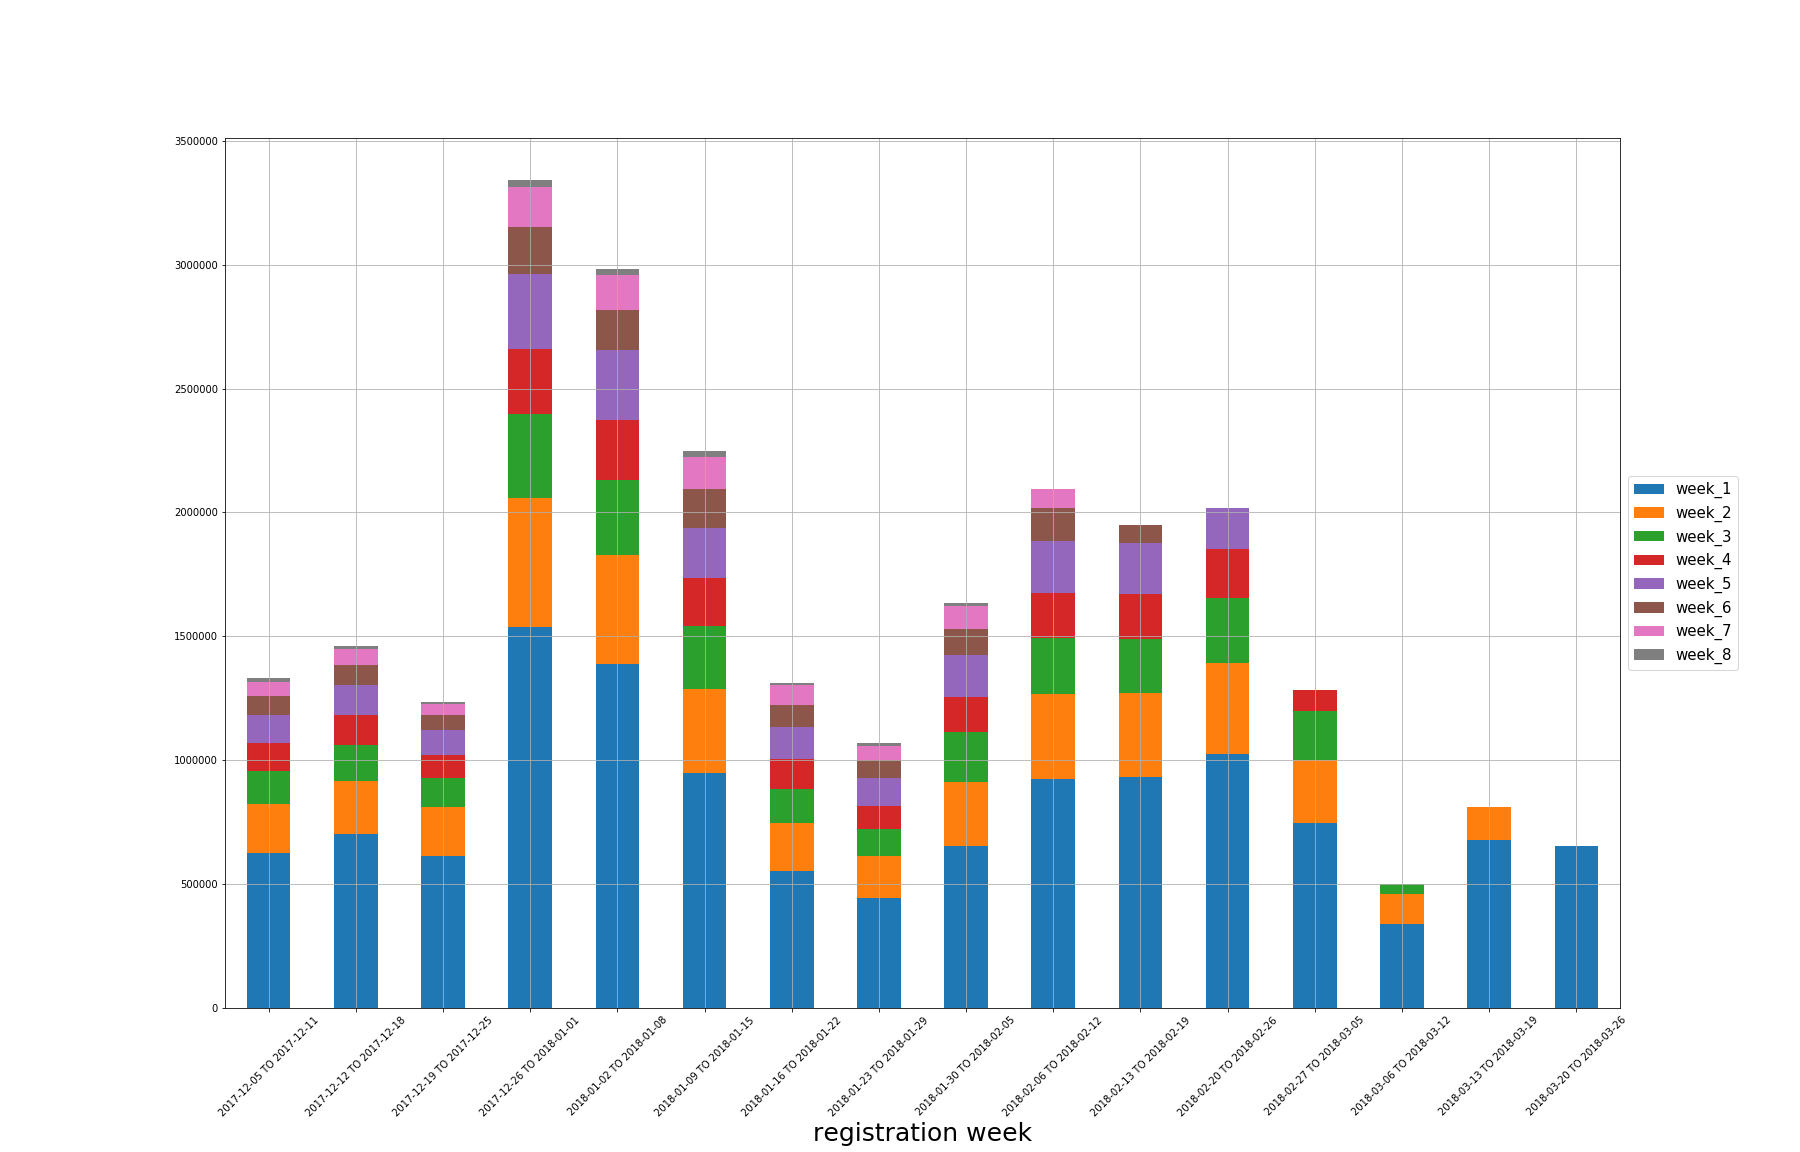 3500000
3000000
2500000
2000000
1500000
1000000
500000
0
week_1
week_2
week_3
week_4
week_5
week_6
week_7
week_8
2017-12-05 TO 2017-12-11
2017-12-12 TO 2017-12-18
2017-12-19 TO 2017-12-25
2017-12-26 TO 2018-01-01
2018-01-02 TO 2018-01-08
2018-01-09 TO 2018-01-15
2018-01-16 TO 2018-01-22
2018-01-23 TO 2018-01-29
2018-01-30 TO 2018-02-05
2018-02-06 TO 2018-02-12
2018-02-13 TO 2018-02-19
2018-02-20 TO 2018-02-26
2018-02-27 TO 2018-03-05
2018-03-06 TO 2018-03-12
2018-03-13 TO 2018-03-19
2018-03-20 TO 2018-03-26
registration week